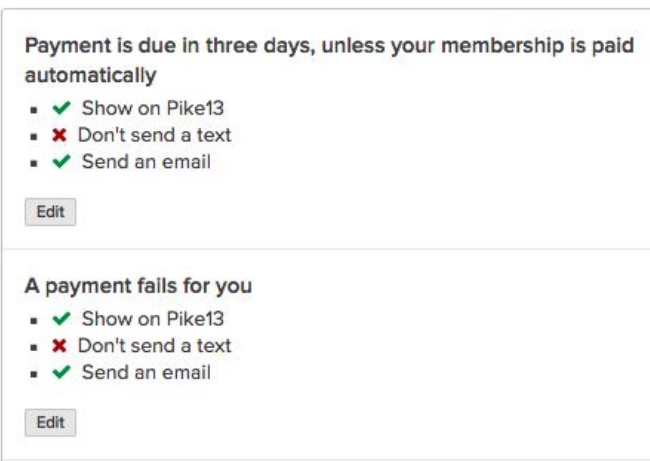 Payment is due in three days, unless your membership is paid
automatically
Show on Pike13
Don't send a text
Send an email
Edit
A payment fails for you
Show on Pike13
Don't send a text
Send an email
Edit